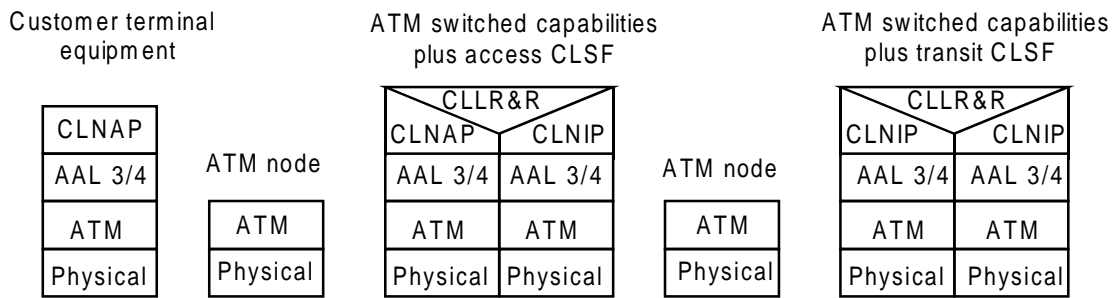 Customer terminal
equipment
ATM switched capabilities
plus access CLSF
ATM switched capabilities
plus transit CLSF
CLNAP
AAL 3/4
ATM
Physical
ATM node
ATM
Physical
CLLR&R
CLNAP CLNIP
AAL 3/4 AAL 3/4
ATM ATM
Physical Physical
ATM node
ATM
Physical
CLLR&R
CLNIP CLNIP
AAL 3/4 AAL 3/4
ATM ATM
Physical Physical